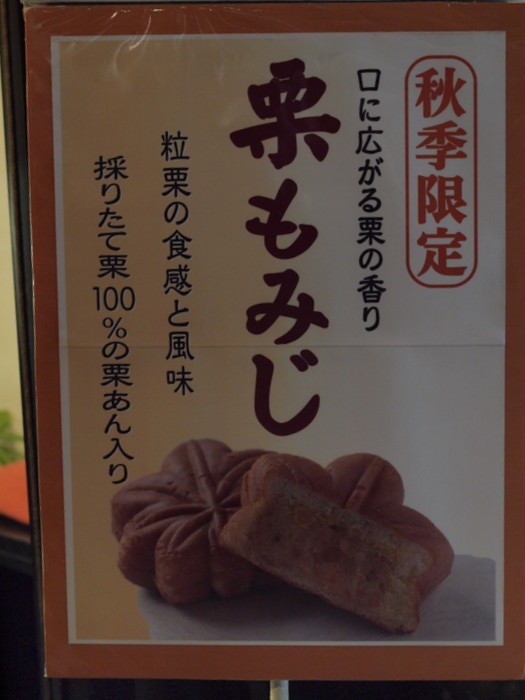 秋季限定
口に広がる栗の香り
栗もみじ
粒栗の食感と風味
採りたて栗100%の栗あん入り